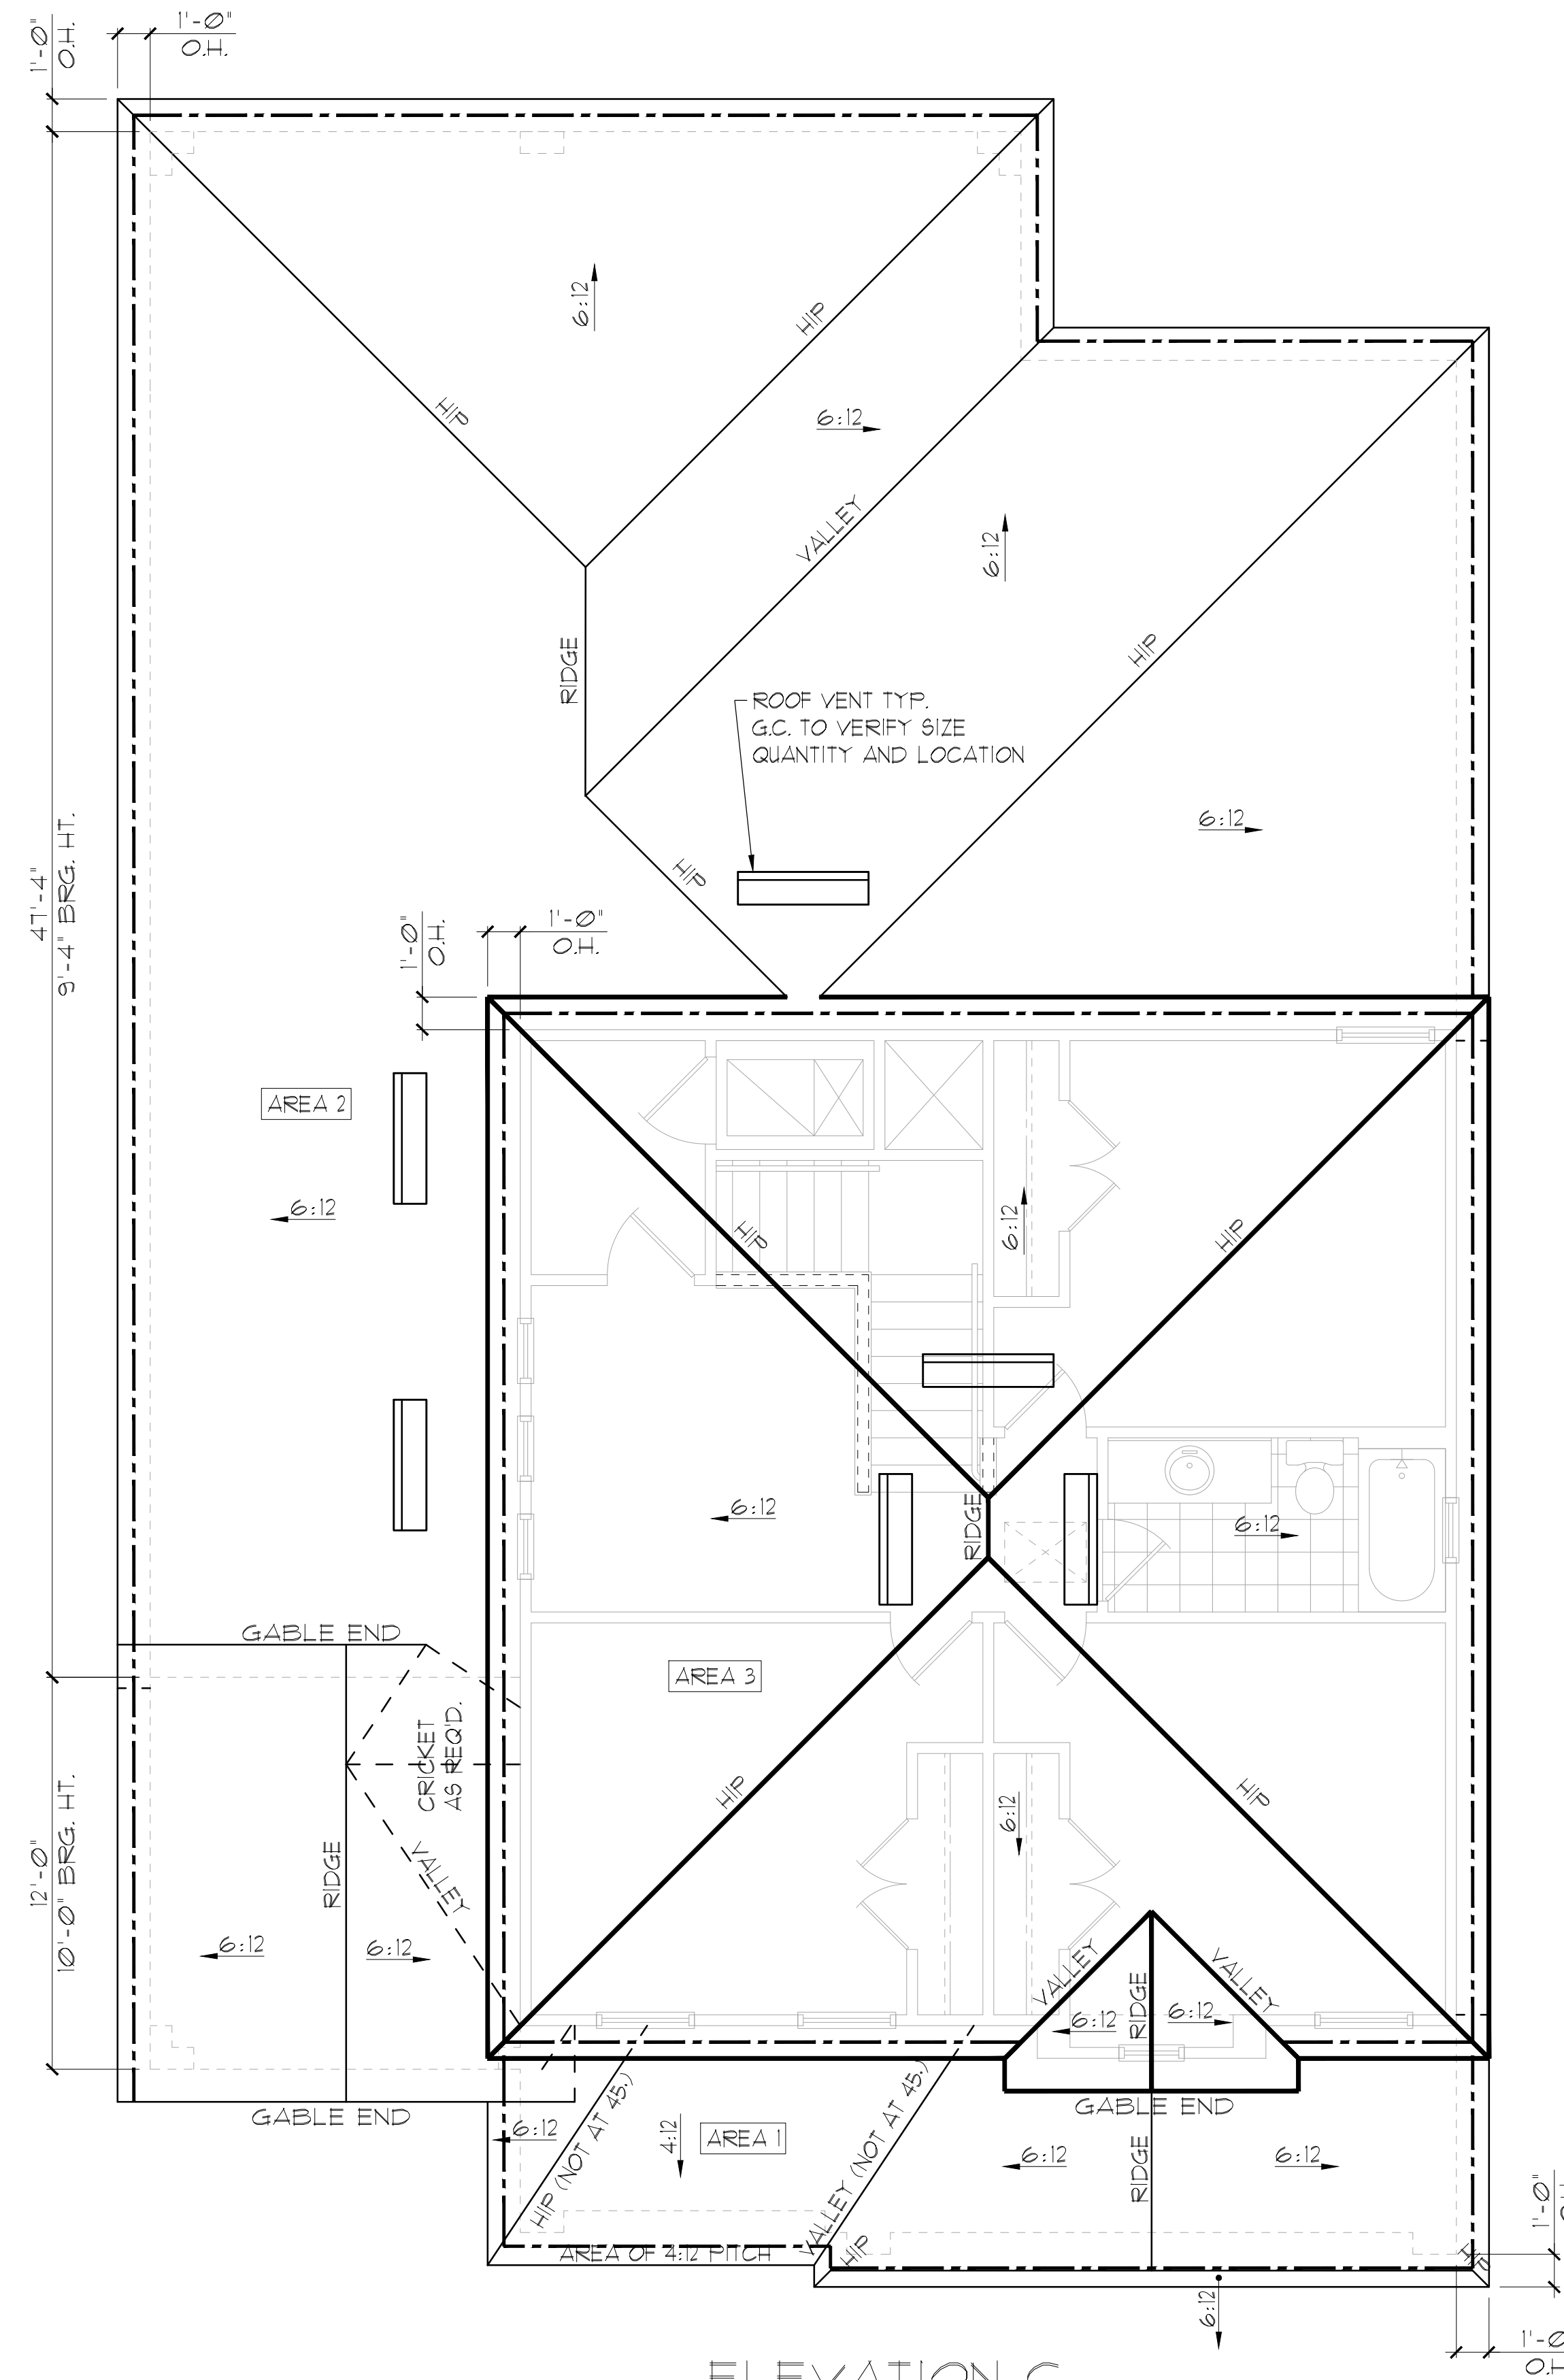 1'-0"
O.H.
1'-0"
O.H.
6:12
HIP
HIP
6:12
VALLEY
6:12
HIP
RIDGE
ROOF VENT TYP.
G.C. TO VERIFY SIZE
QUANTITY AND LOCATION
6:12
HIP
47'-4"
9'-4" BRG. HT.
1'-0"
O.H.
1'-0"
O.H.
AREA 2
6:12
HIP
6:12
HIP
6:12
RIDGE
6:12
GABLE END
AREA 3
CRICKET
AS REQ'D.
HIP
6:12
HIP
12'-0"
10'-0" BRG. HT.
RIDGE
VALLEY
6:12
6:12
VALLEY
RIDGE
VALLEY
6:12
6:12
GABLE END
GABLE END
6:12
HIP (NOT AT 45.)
4:12
AREA 1
VALLEY (NOT AT 45.)
6:12
RIDGE
6:12
AREA OF 4:12 PITCH
HIP
HIP
6:12
1'-0"
O.H.
ELEVATION C